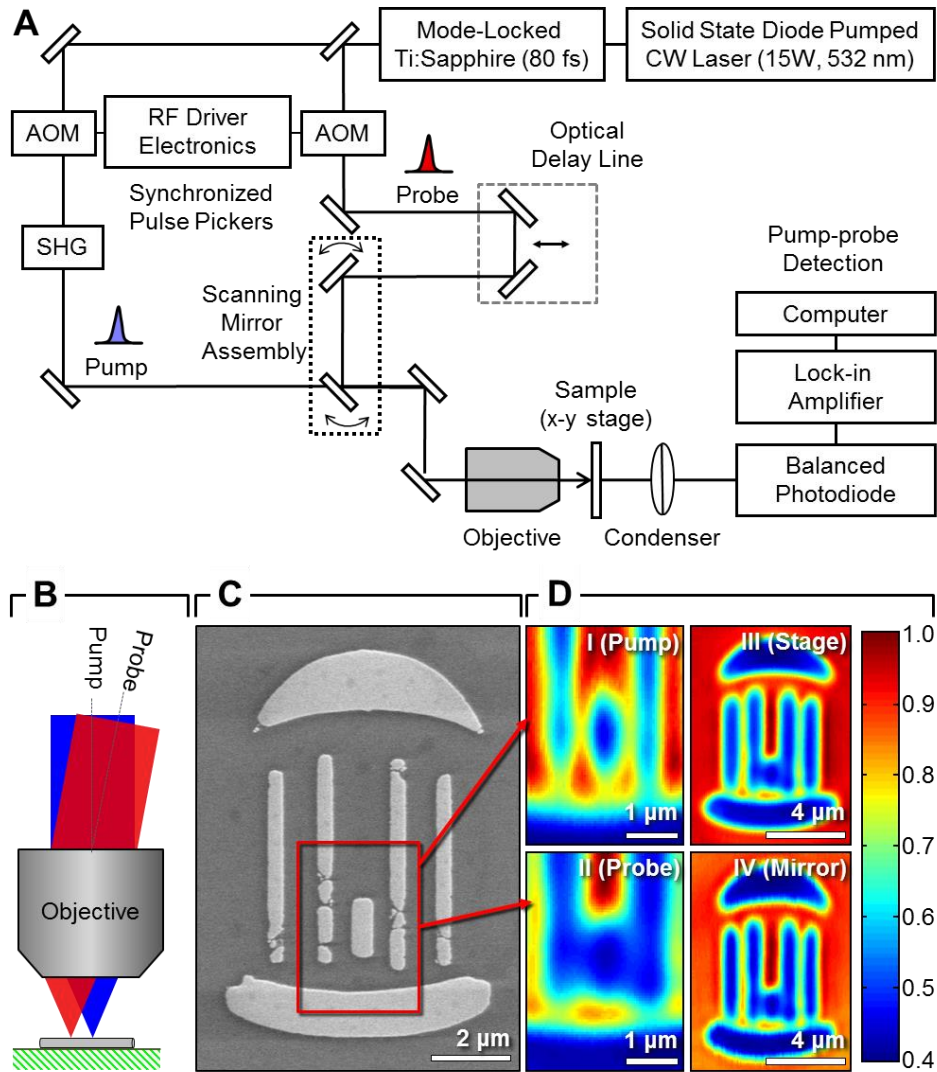 A
Mode-Locked
Ti:Sapphire (80 fs)
Solid State Diode Pumped
CW Laser (15W, 532 nm)
AOM
RF Driver
Electronics
AOM
Optical
Delay Line
Synchronized
Pulse Pickers
Probe
SHG
Pump-probe
Detection
Scanning
Mirror
Assembly
Computer
Pump
Sample
(x-y stage)
Lock-in
Amplifier
Balanced
Photodiode
Objective
Condenser
B
Pump
Probe
Objective
C
2 µm
D
I (Pump)
1 µm
III (Stage)
4 µm
II (Probe)
1 µm
IV (Mirror)
4 µm
1.0
0.9
0.8
0.7
0.6
0.5
0.4